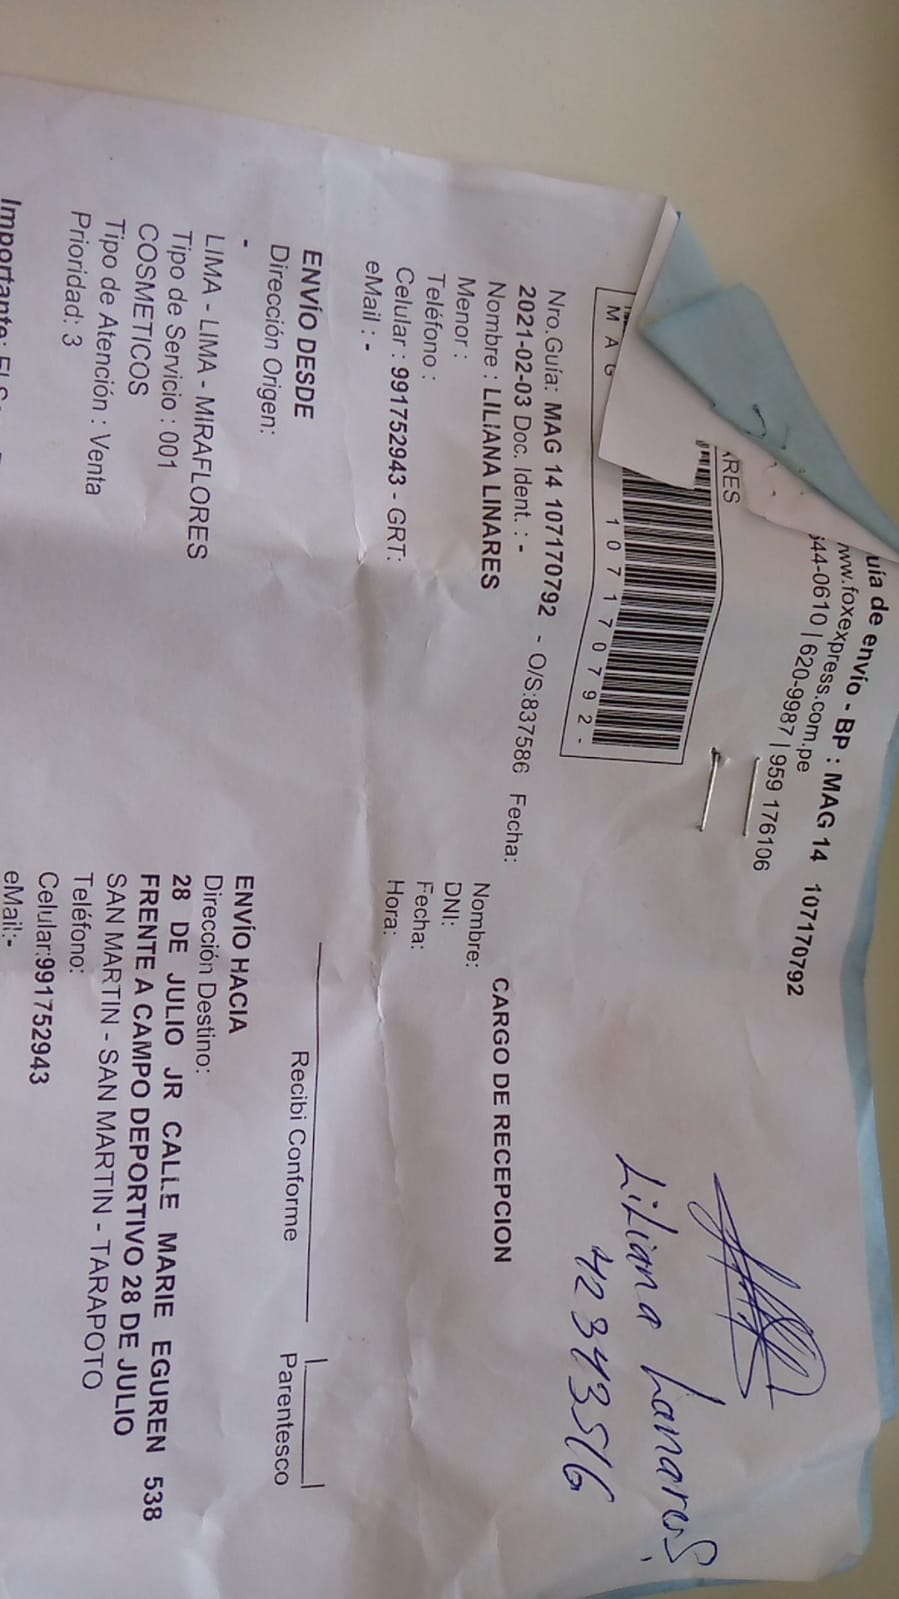 uía de envío - BP : MAG 14 107170792
ww.foxexpress.com.pe
644-0610 | 620-9987 | 959 176106
RES
M A G 1 0 7 1 7 0 7 9 2 -
Nro.Guía: MAG 14 107170792 - O/S:837586 Fecha:
2021-02-03 Doc. Ident. : -
Nombre : LILIANA LINARES
Menor :
Teléfono :
Celular : 991752943 - GRT:
eMail : -
ENVÍO DESDE
Dirección Origen:
-
LIMA - LIMA - MIRAFLORES
Tipo de Servicio : 001
COSMETICOS
Tipo de Atención : Venta
Prioridad: 3
Importante:
Liliana Lanares
42343516
CARGO DE RECEPCION
Nombre:
DNI:
Fecha:
Hora:
Recibi Conforme Parentesco
ENVÍO HACIA
Dirección Destino:
28 DE JULIO JR CALLE MARIE EGUREN 538
FRENTE A CAMPO DEPORTIVO 28 DE JULIO
SAN MARTIN - SAN MARTIN - TARAPOTO
Teléfono:
Celular:991752943
eMail:-